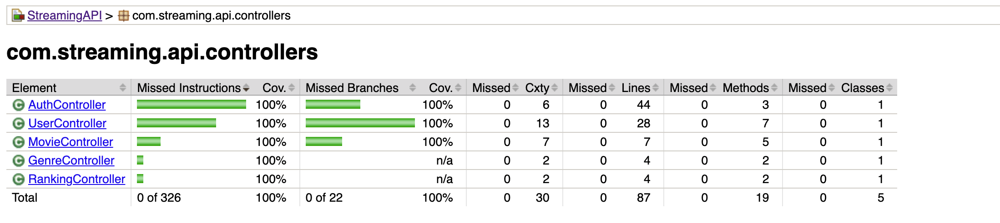 StreamingAPI > com.streaming.api.controllers
com.streaming.api.controllers
Element Missed Instructions Cov. Missed Branches Cov. Missed Cxty Missed Lines Missed Methods Missed Classes
AuthController 100% 100% 0 6 0 44 0 3 0 1
UserController 100% 100% 0 13 0 28 0 7 0 1
MovieController 100% 100% 0 7 0 7 0 5 0 1
GenreController 100% n/a 0 2 0 4 0 2 0 1
RankingController 100% n/a 0 2 0 4 0 2 0 1
Total 0 of 326 100% 0 of 22 100% 0 30 0 87 0 19 0 5